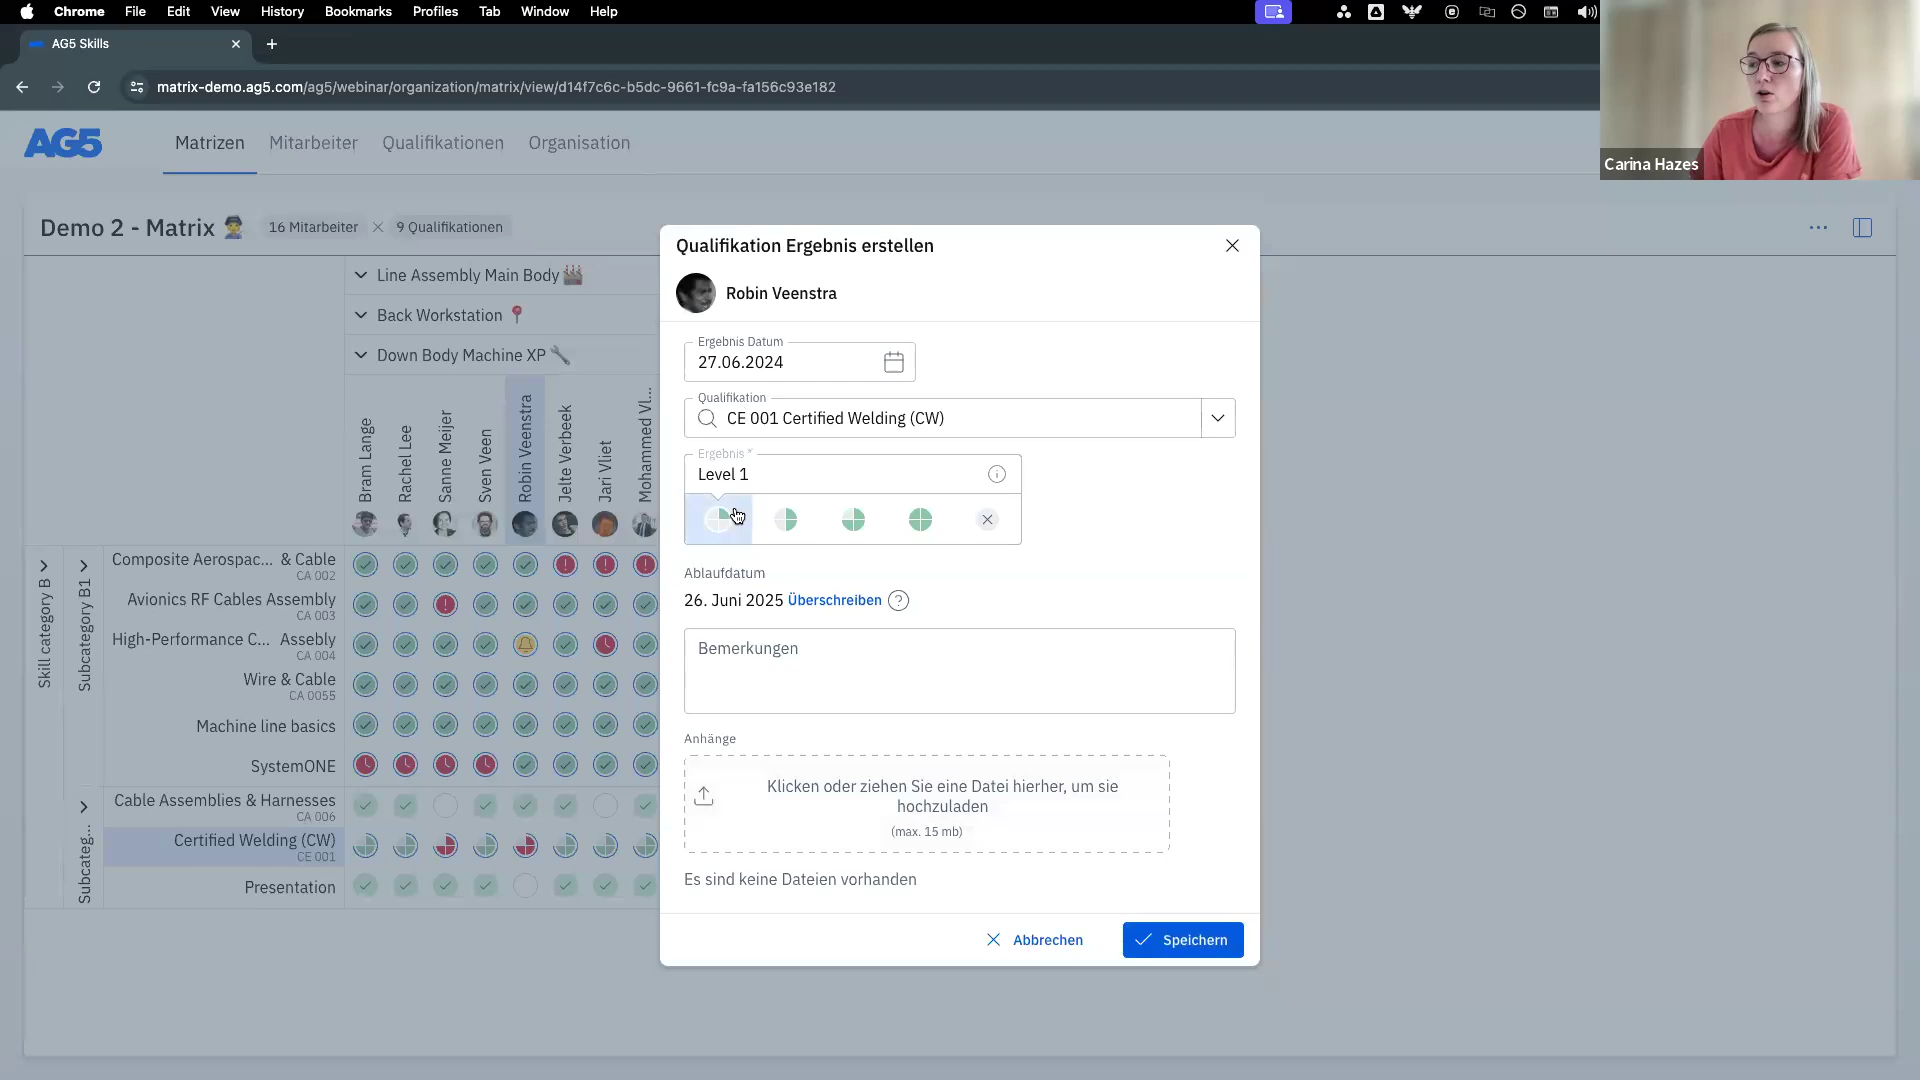 Chrome File Edit View History Bookmarks Profiles Tab Window Help
AG5 Skills
matrix-demo.ag5.com/ag5/webinar/organization/matrix/view/d14f7c6c-b5dc-9661-fc9a-fa156c93e182
Carina Hazes
AG5 Matrizen Mitarbeiter Qualifikationen Organisation
Demo 2 - Matrix 16 Mitarbeiter 9 Qualifikationen
Line Assembly Main Body
Back Workstation
Down Body Machine XP
Bram Lange
Rachel Lee
Sanne Meijer
Sven Veen
Robin Veenstra
Jelte Verbeek
Jari Vliet
Mohammed Vl...
Skill category B
Subcategory B1
Composite Aerospac... & Cable
CA 002
Avionics RF Cables Assembly
CA 003
High-Performance C... Assebly
CA 004
Wire & Cable
CA 0055
Machine line basics
SystemONE
Subcateg...
Cable Assemblies & Harnesses
CA 006
Certified Welding (CW)
CE 001
Presentation
Qualifikation Ergebnis erstellen
Robin Veenstra
Ergebnis Datum
27.06.2024
Qualifikation
CE 001 Certified Welding (CW)
Ergebnis *
Level 1
Ablaufdatum
26. Juni 2025 Überschreiben
Bemerkungen
Anhänge
Klicken oder ziehen Sie eine Datei hierher, um sie
hochzuladen
(max. 15 mb)
Es sind keine Dateien vorhanden
Abbrechen Speichern